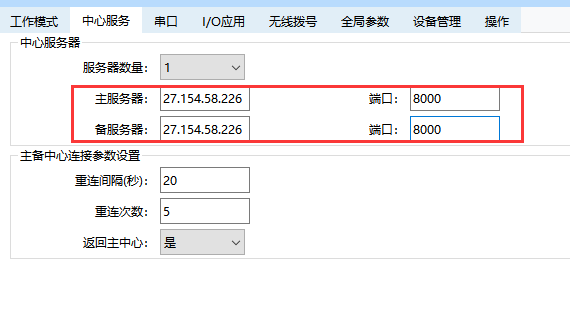 工作模式 中心服务 串口 I/O应用 无线拨号 全局参数 设备管理 操作
中心服务器
服务器数量： 1
主服务器： 27.154.58.226 端口： 8000
备服务器： 27.154.58.226 端口： 8000
主备中心连接参数设置
重连间隔(秒)： 20
重连次数： 5
返回主中心： 是